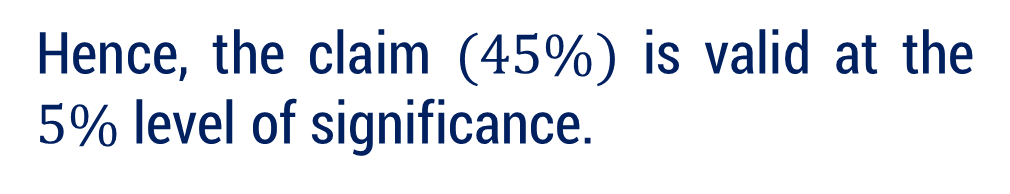 Hence, the claim (45%) is valid at the
5% level of significance.